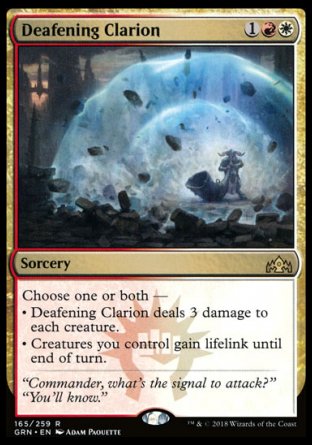 Deafening Clarion 1
Sorcery
Choose one or both —
• Deafening Clarion deals 3 damage to
each creature.
• Creatures you control gain lifelink until
end of turn.
“Commander, what’s the signal to attack?”
“You’ll know.”
165/259 R
GRN • EN Adam Paquette
™ & © 2018 Wizards of the Coast